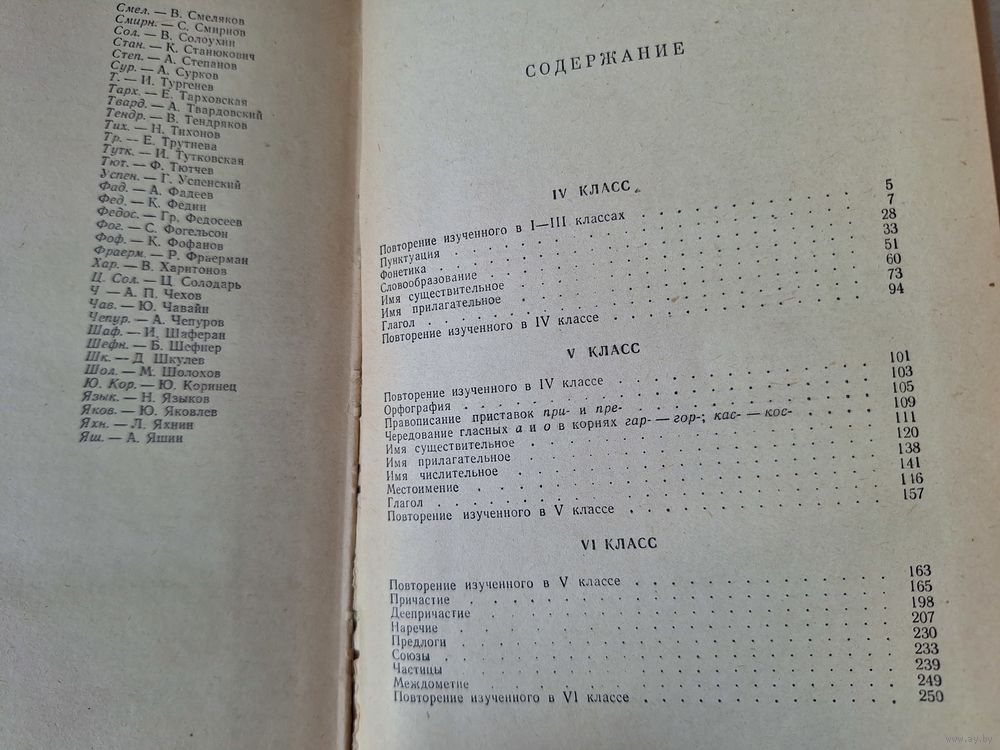 Смел. — В. Смеляков
Смирн. — С. Смирнов
Сол. — В. Солоухин
Стан. — К. Станюкович
Степ. — А. Степанов
Сур. — А. Сурков
Т. — И. Тургенев
Тарх. — Е. Тарховская
Твард. — А. Твардовский
Тендр. — В. Тендряков
Тих. — Н. Тихонов
Тр. — Е. Трутнева
Тутк. — И. Тутковская
Тют. — Ф. Тютчев
Успен. — Г. Успенский
Фад. — А. Фадеев
Фед. — К. Федин
Федос. — Гр. Федосеев
Фог. — С. Фогельсон
Фоф. — К. Фофанов
Фраерм. — Р. Фраерман
Хар. — В. Харитонов
Ц. Сол. — Ц. Солодарь
Ч — А. П. Чехов
Чав. — Ю. Чавайн
Чепур. — А. Чепуров
Шаф. — И. Шаферан
Шефн. — Б. Шефнер
Шк. — Д. Шкулев
Шол. — М. Шолохов
Ю. Кор. — Ю. Коринец
Язык. — Н. Языков
Яков. — Ю. Яковлев
Яхн. — Л. Яхнин
Яш. — А. Яшин
СОДЕРЖАНИЕ
IV КЛАСС
Повторение изученного в I—III классах 5
Пунктуация 7
Фонетика 28
Словообразование 33
Имя существительное 51
Имя прилагательное 60
Глагол 73
Повторение изученного в IV классе 94
V КЛАСС
Повторение изученного в IV классе 101
Орфография 103
Правописание приставок при- и пре- 105
Чередование гласных а и о в корнях гар- — гор-; кас- — кос- 109
Имя существительное 111
Имя прилагательное 120
Имя числительное 138
Местоимение 141
Глагол 146
Повторение изученного в V классе 157
VI КЛАСС
Повторение изученного в V классе 163
Причастие 165
Деепричастие 198
Наречие 207
Предлоги 230
Союзы 233
Частицы 239
Междометие 249
Повторение изученного в VI классе 250
www.ay.by